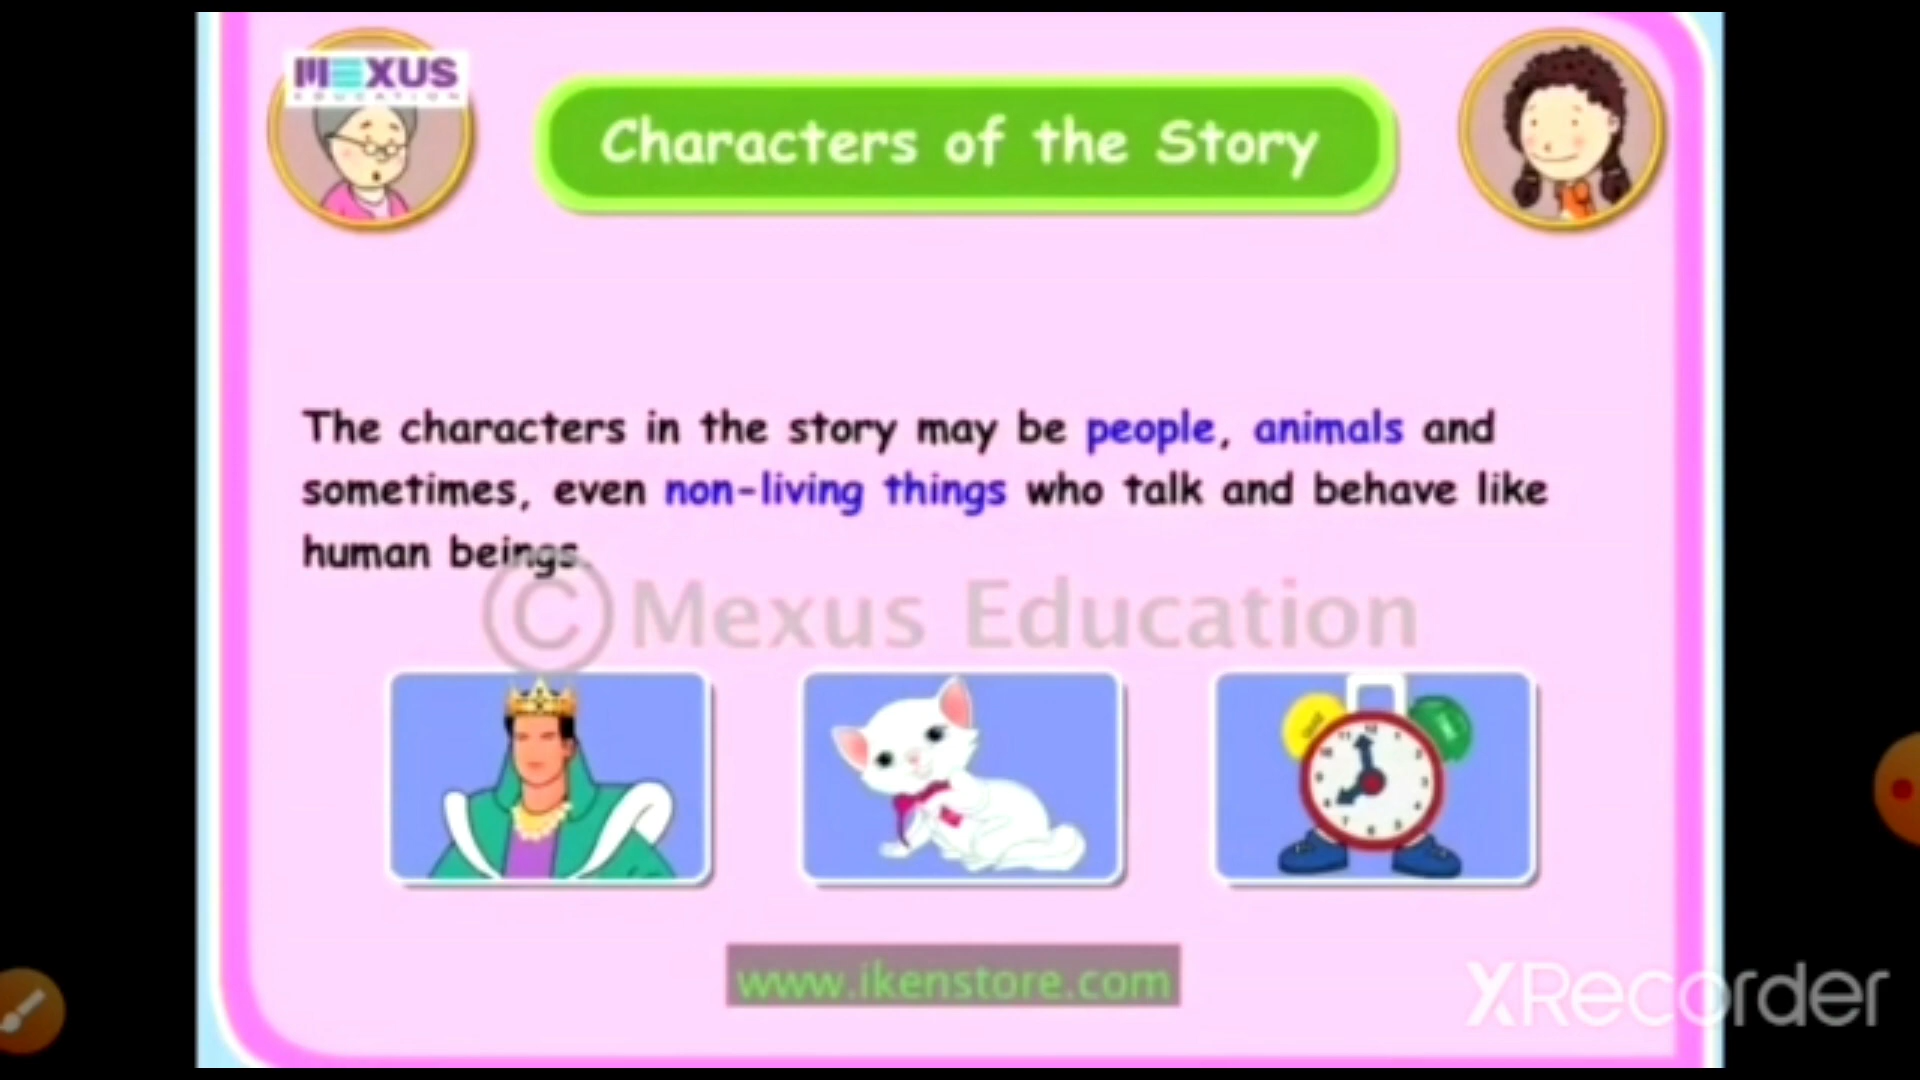 MEXUS
EDUCATION
Characters of the Story
The characters in the story may be people, animals and
sometimes, even non-living things who talk and behave like
human beings.
© Mexus Education
www.ikenstore.com
XRecorder